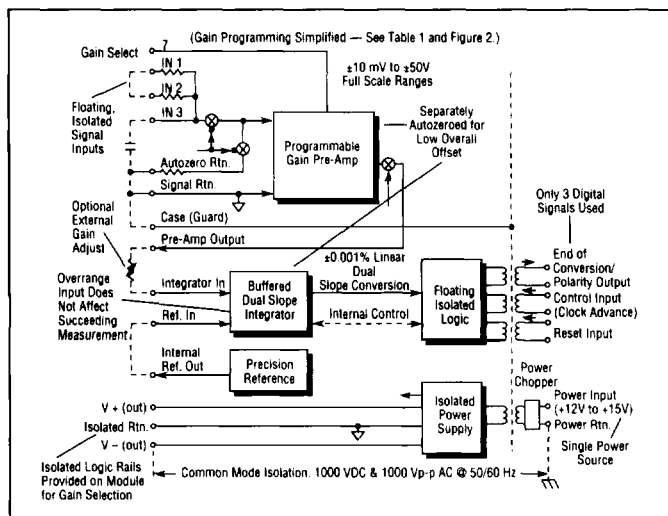 (Gain Programming Simplified — See Table 1 and Figure 2.)
Gain Select
7
IN 1
IN 2
IN 3
±10 mV to ±50V
Full Scale Ranges
Floating,
Isolated
Signal
Inputs
Programmable
Gain Pre-Amp
Separately
Autozeroed for
Low Overall
Offset
Autozero Rtn.
Signal Rtn.
Case (Guard)
Only 3 Digital
Signals Used
Optional
External
Gain
Adjust
Pre-Amp Output
±0.001% Linear
Dual
Slope Conversion
End of
Conversion/
Polarity Output
Control Input
(Clock Advance)
Reset Input
Overrange
Input Does
Not Affect
Succeeding
Measurement
Integrator In
Ref. In
Buffered
Dual Slope
Integrator
Internal Control
Floating
Isolated
Logic
Internal
Ref. Out
Precision
Reference
Power
Chopper
V + (out)
Isolated Rtn.
V − (out)
Isolated
Power
Supply
Power Input
(+12V to +15V)
Power Rtn.
Single Power
Source
Isolated Logic Rails
Provided on Module
for Gain Selection
Common Mode Isolation. 1000 VDC & 1000 Vp-p AC @ 50/60 Hz